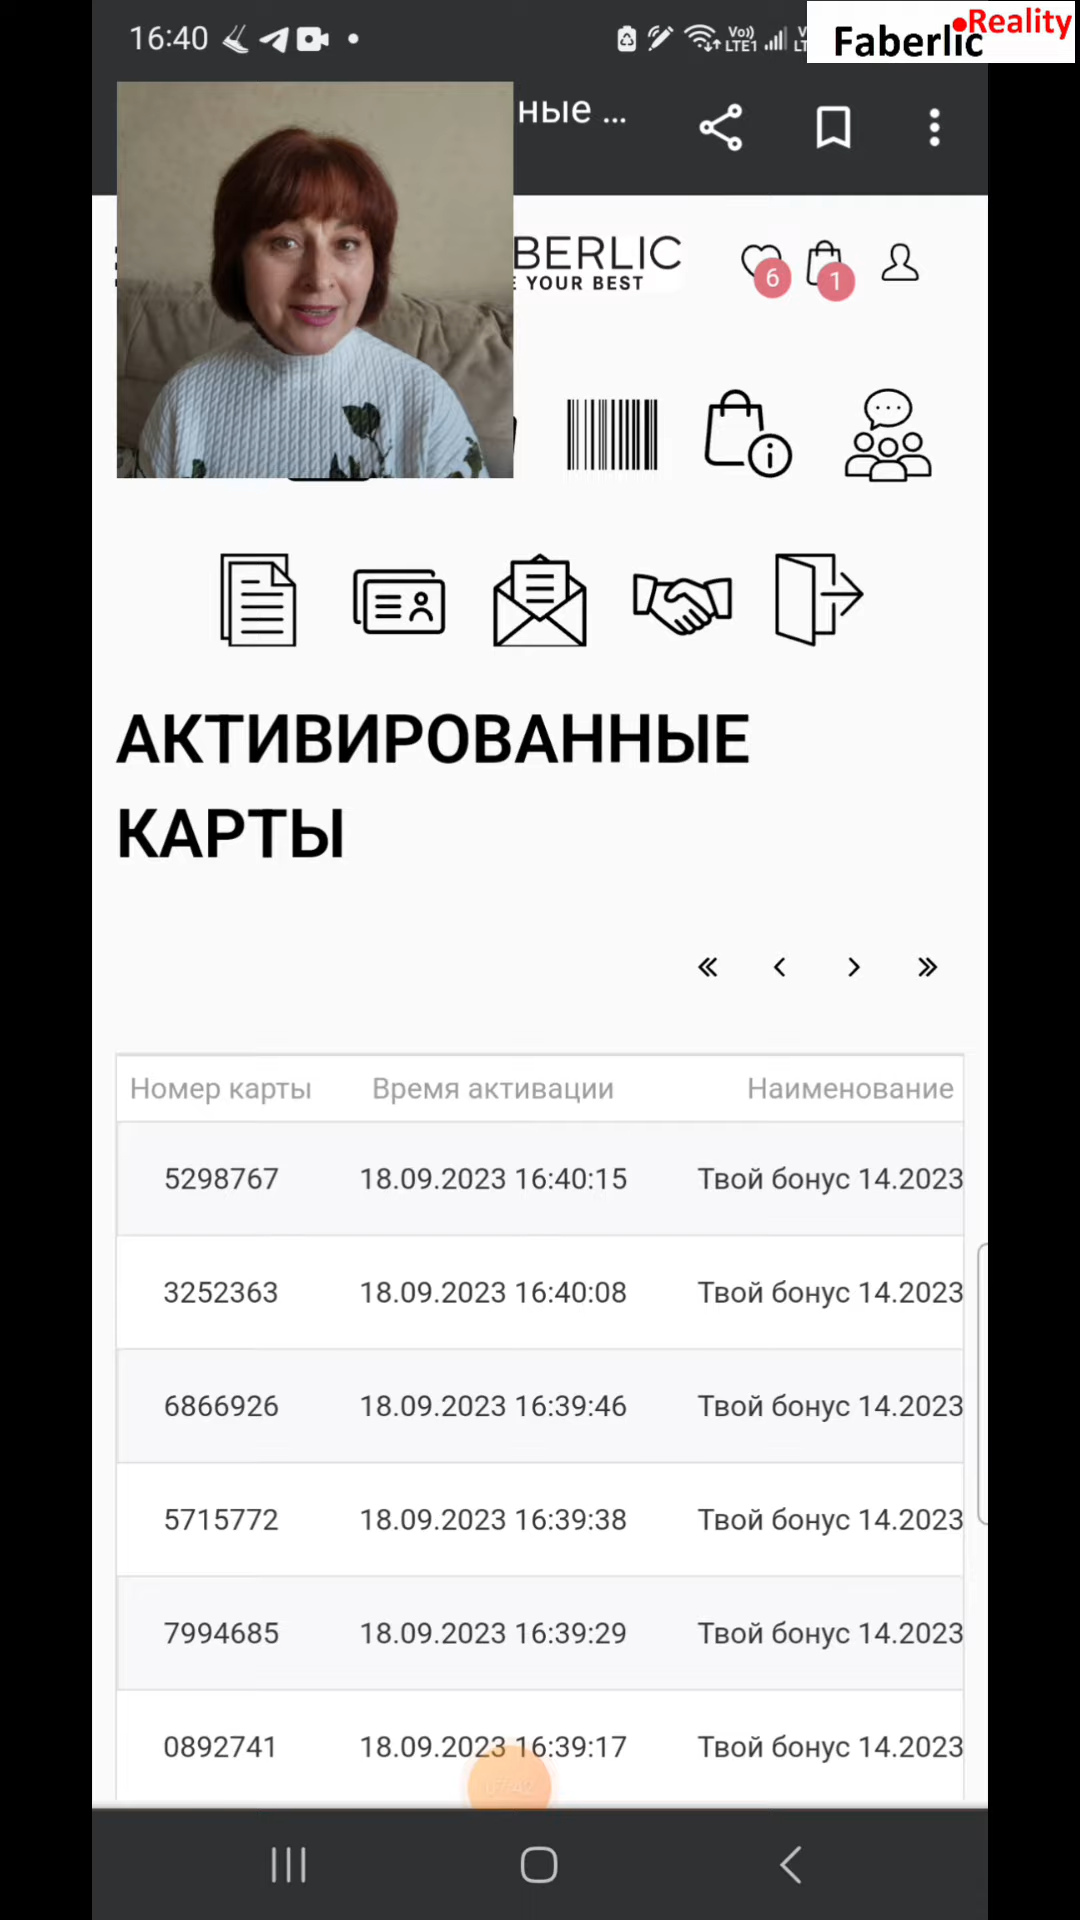 16:40
Vo)) LTE1
Faberlic
Reality
ные ...
BERLIC
YOUR BEST
6
1
АКТИВИРОВАННЫЕ
КАРТЫ
Номер карты Время активации Наименование
5298767 18.09.2023 16:40:15 Твой бонус 14.2023
3252363 18.09.2023 16:40:08 Твой бонус 14.2023
6866926 18.09.2023 16:39:46 Твой бонус 14.2023
5715772 18.09.2023 16:39:38 Твой бонус 14.2023
7994685 18.09.2023 16:39:29 Твой бонус 14.2023
0892741 18.09.2023 16:39:17 Твой бонус 14.2023
07:42